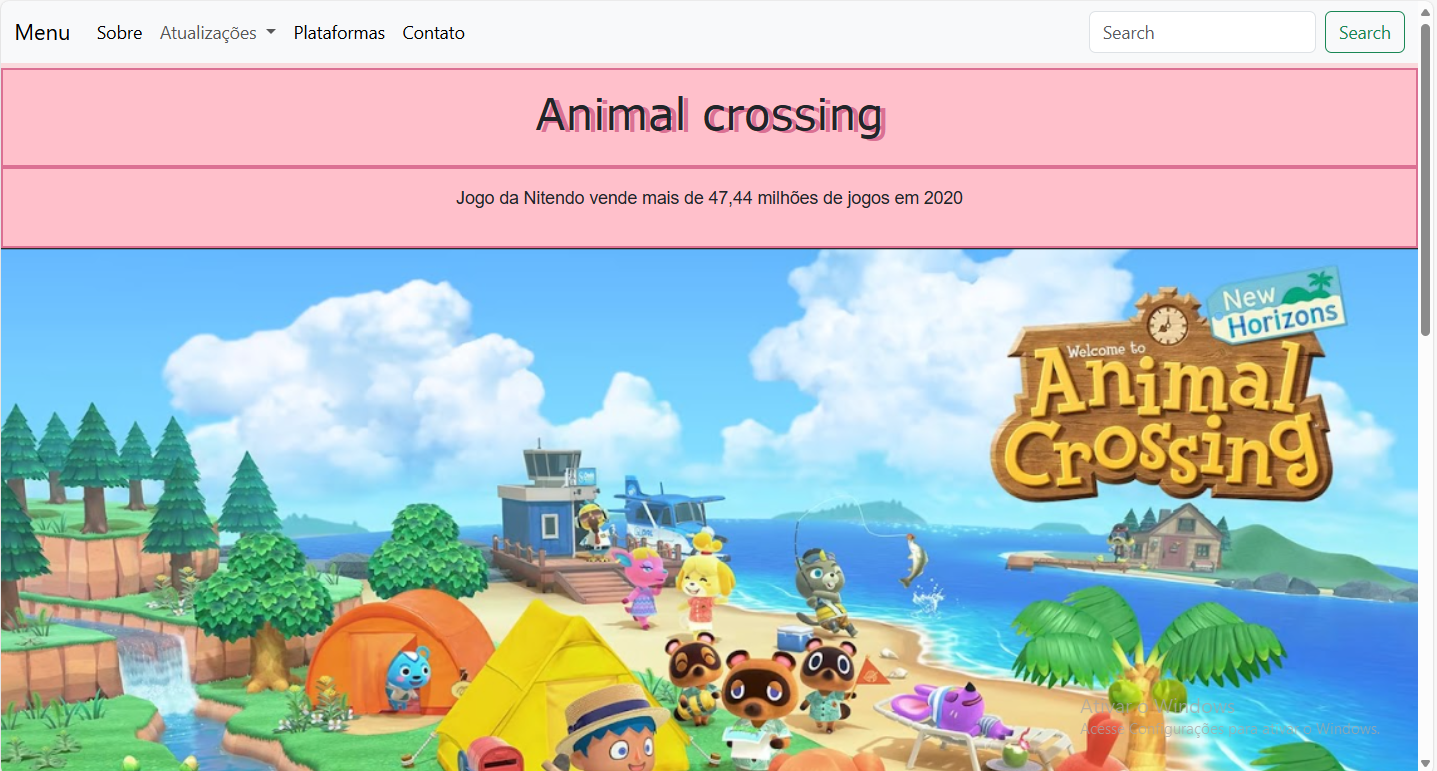 Menu Sobre Atualizações Plataformas Contato Search Search
Animal crossing
Jogo da Nitendo vende mais de 47,44 milhões de jogos em 2020
New
Horizons
Welcome to
Animal
Crossing
Ativar o Windows
Acesse Configurações para ativar o Windows.